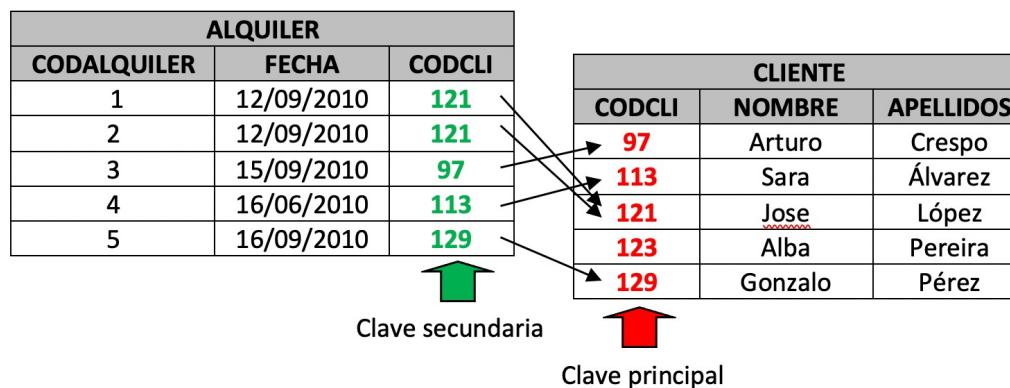 ALQUILER
CODALQUILER FECHA CODCLI
1 12/09/2010 121
2 12/09/2010 121
3 15/09/2010 97
4 16/06/2010 113
5 16/09/2010 129
Clave secundaria
CLIENTE
CODCLI NOMBRE APELLIDOS
97 Arturo Crespo
113 Sara Álvarez
121 Jose López
123 Alba Pereira
129 Gonzalo Pérez
Clave principal